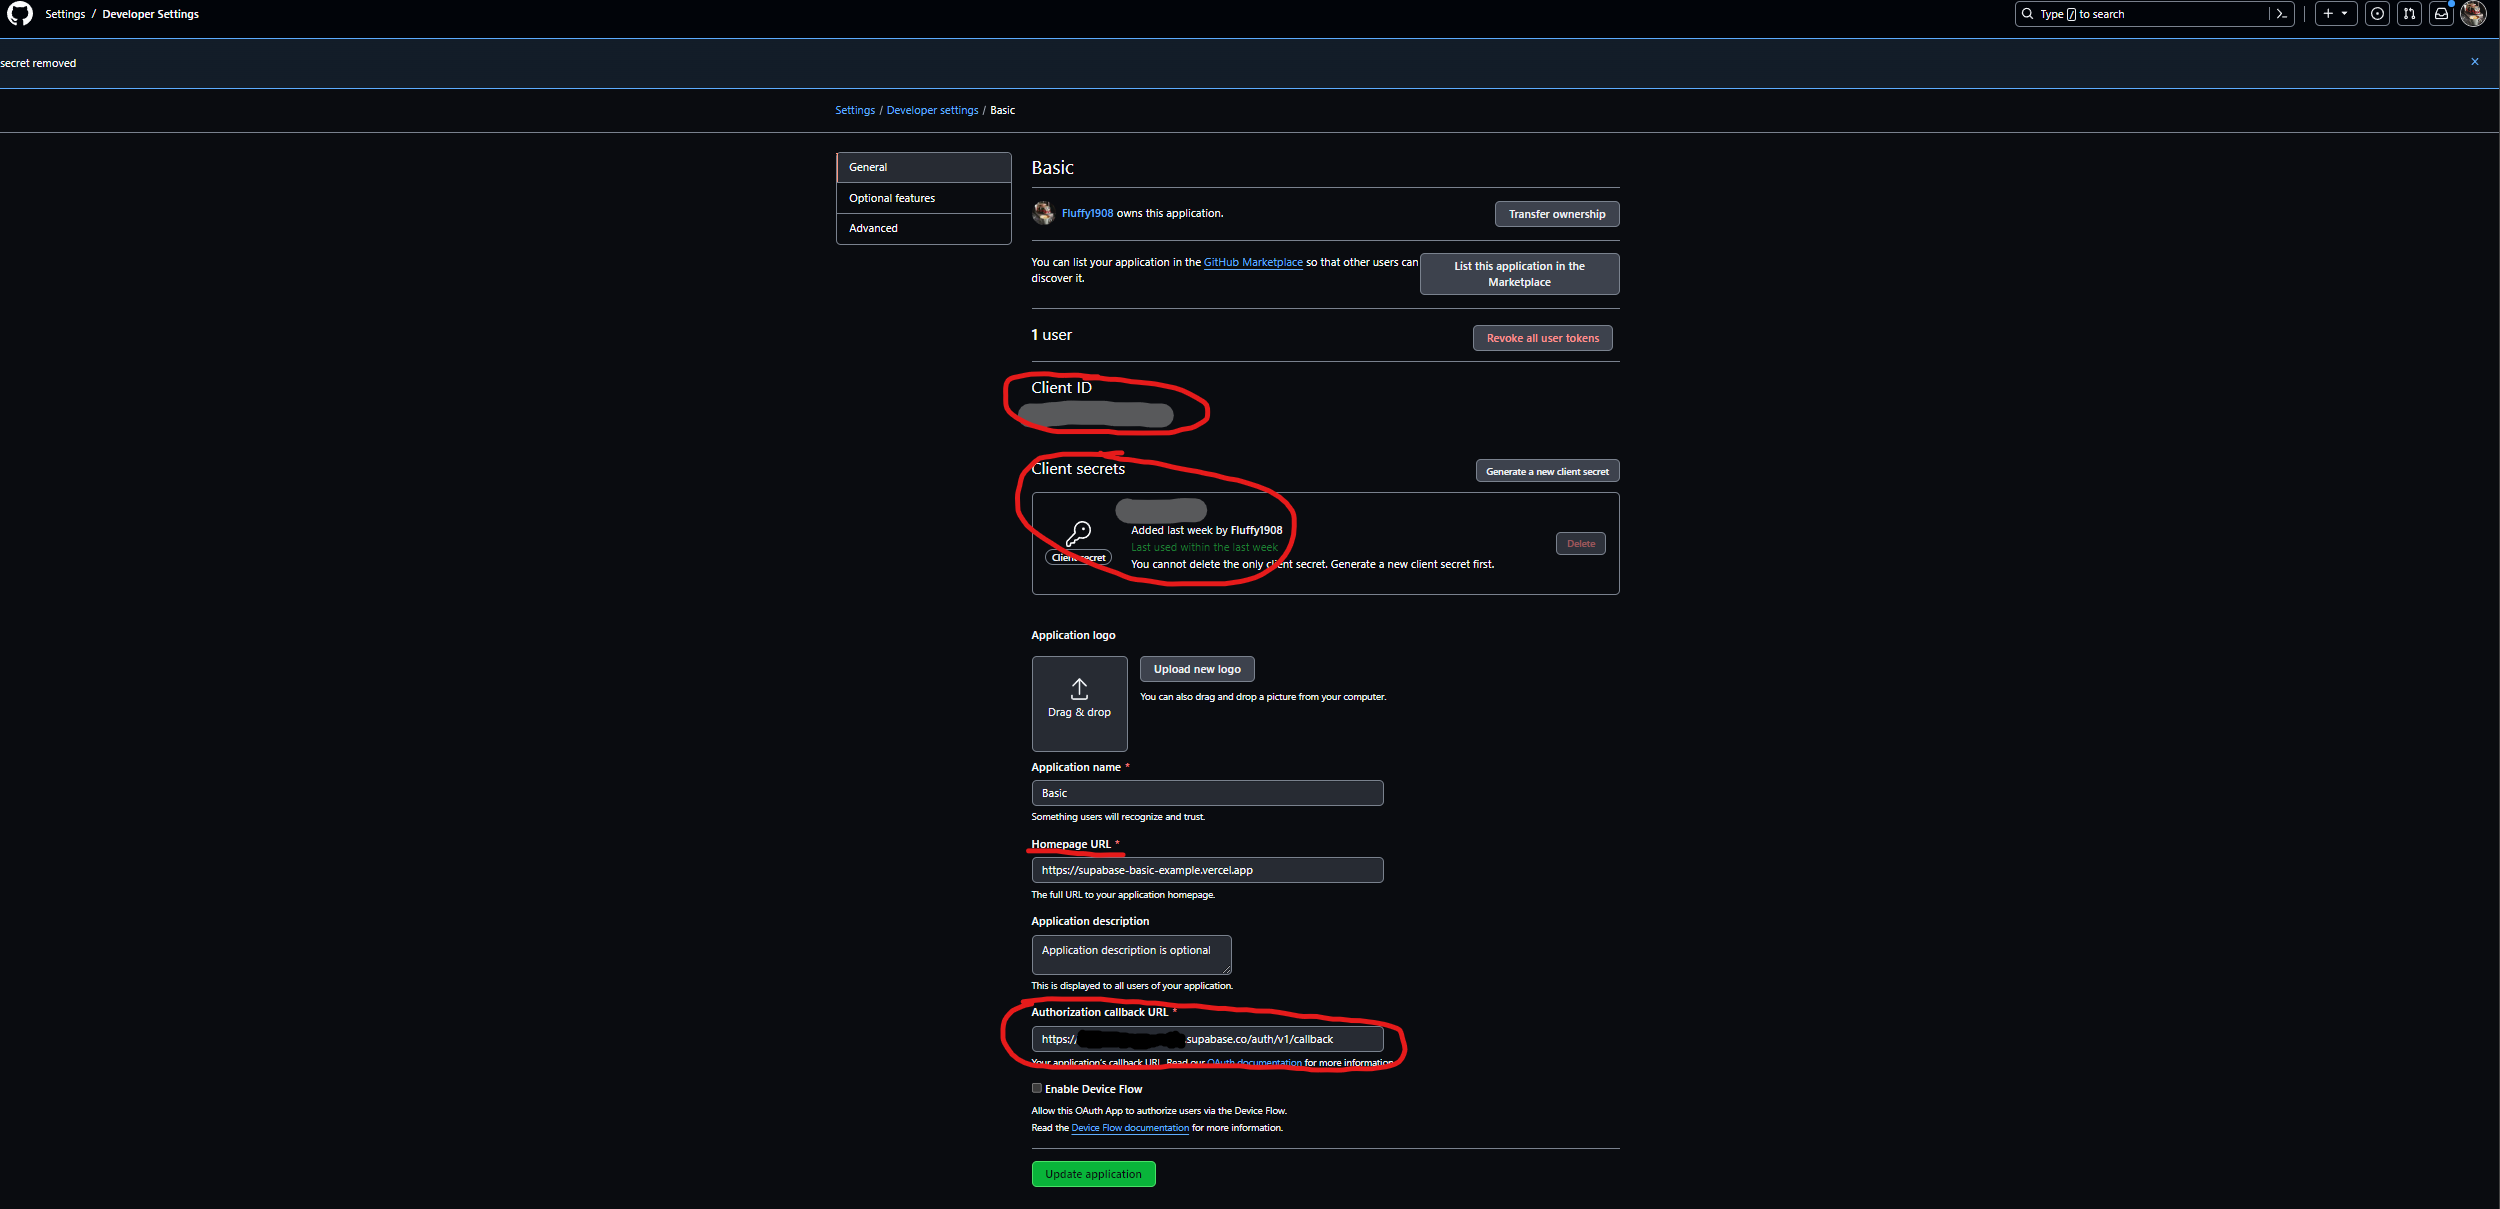 Settings / Developer Settings
Type / to search
secret removed
Settings / Developer settings / Basic
General
Optional features
Advanced
Basic
Fluffy1908 owns this application.
Transfer ownership
You can list your application in the GitHub Marketplace so that other users can
discover it.
List this application in the
Marketplace
1 user
Revoke all user tokens
Client ID
Client secrets
Generate a new client secret
Client secret
Added last week by Fluffy1908
Last used within the last week
You cannot delete the only client secret. Generate a new client secret first.
Delete
Application logo
Drag & drop
Upload new logo
You can also drag and drop a picture from your computer.
Application name *
Basic
Something users will recognize and trust.
Homepage URL *
https://supabase-basic-example.vercel.app
The full URL to your application homepage.
Application description
Application description is optional
This is displayed to all users of your application.
Authorization callback URL *
https:/ .supabase.co/auth/v1/callback
Your application's callback URL. Read our OAuth documentation for more information.
Enable Device Flow
Allow this OAuth App to authorize users via the Device Flow.
Read the Device Flow documentation for more information.
Update application